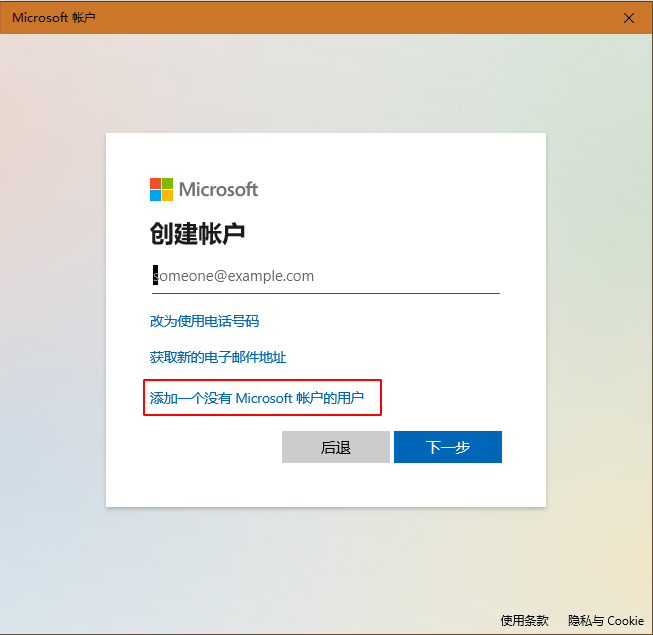 Microsoft 帐户
Microsoft
创建帐户
someone@example.com
改为使用电话号码
获取新的电子邮件地址
添加一个没有 Microsoft 帐户的用户
后退
下一步
使用条款 隐私与 Cookie